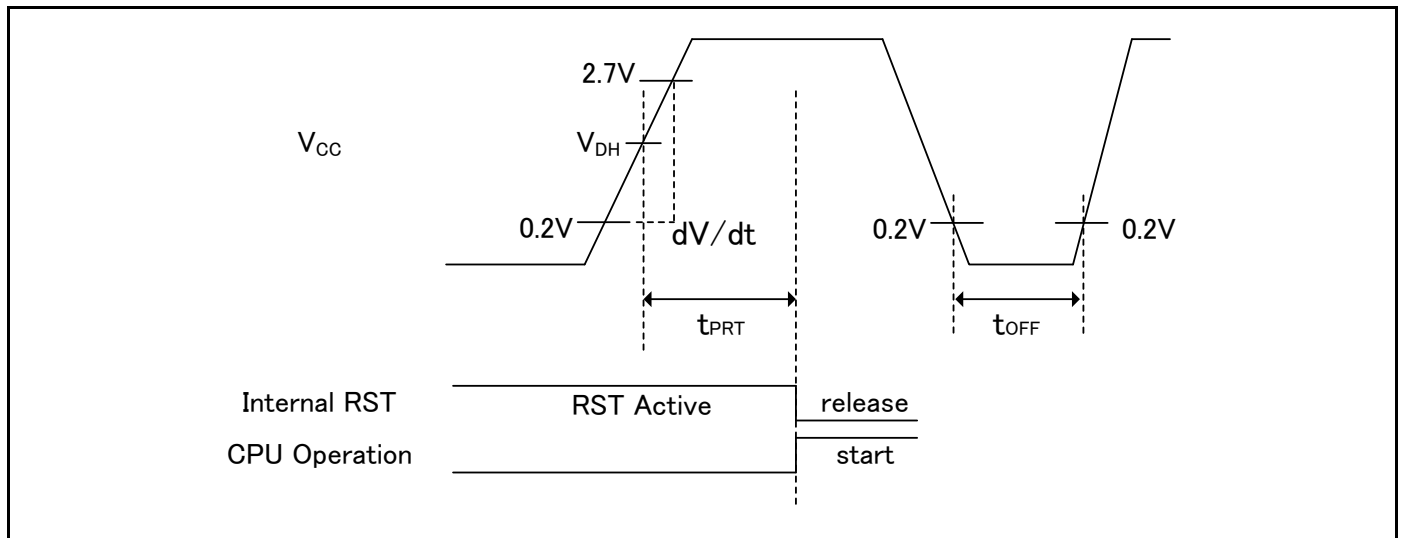 2.7V
VCC
VDH
0.2V
dV/dt
0.2V
0.2V
tPRT
tOFF
Internal RST
RST Active
release
CPU Operation
start